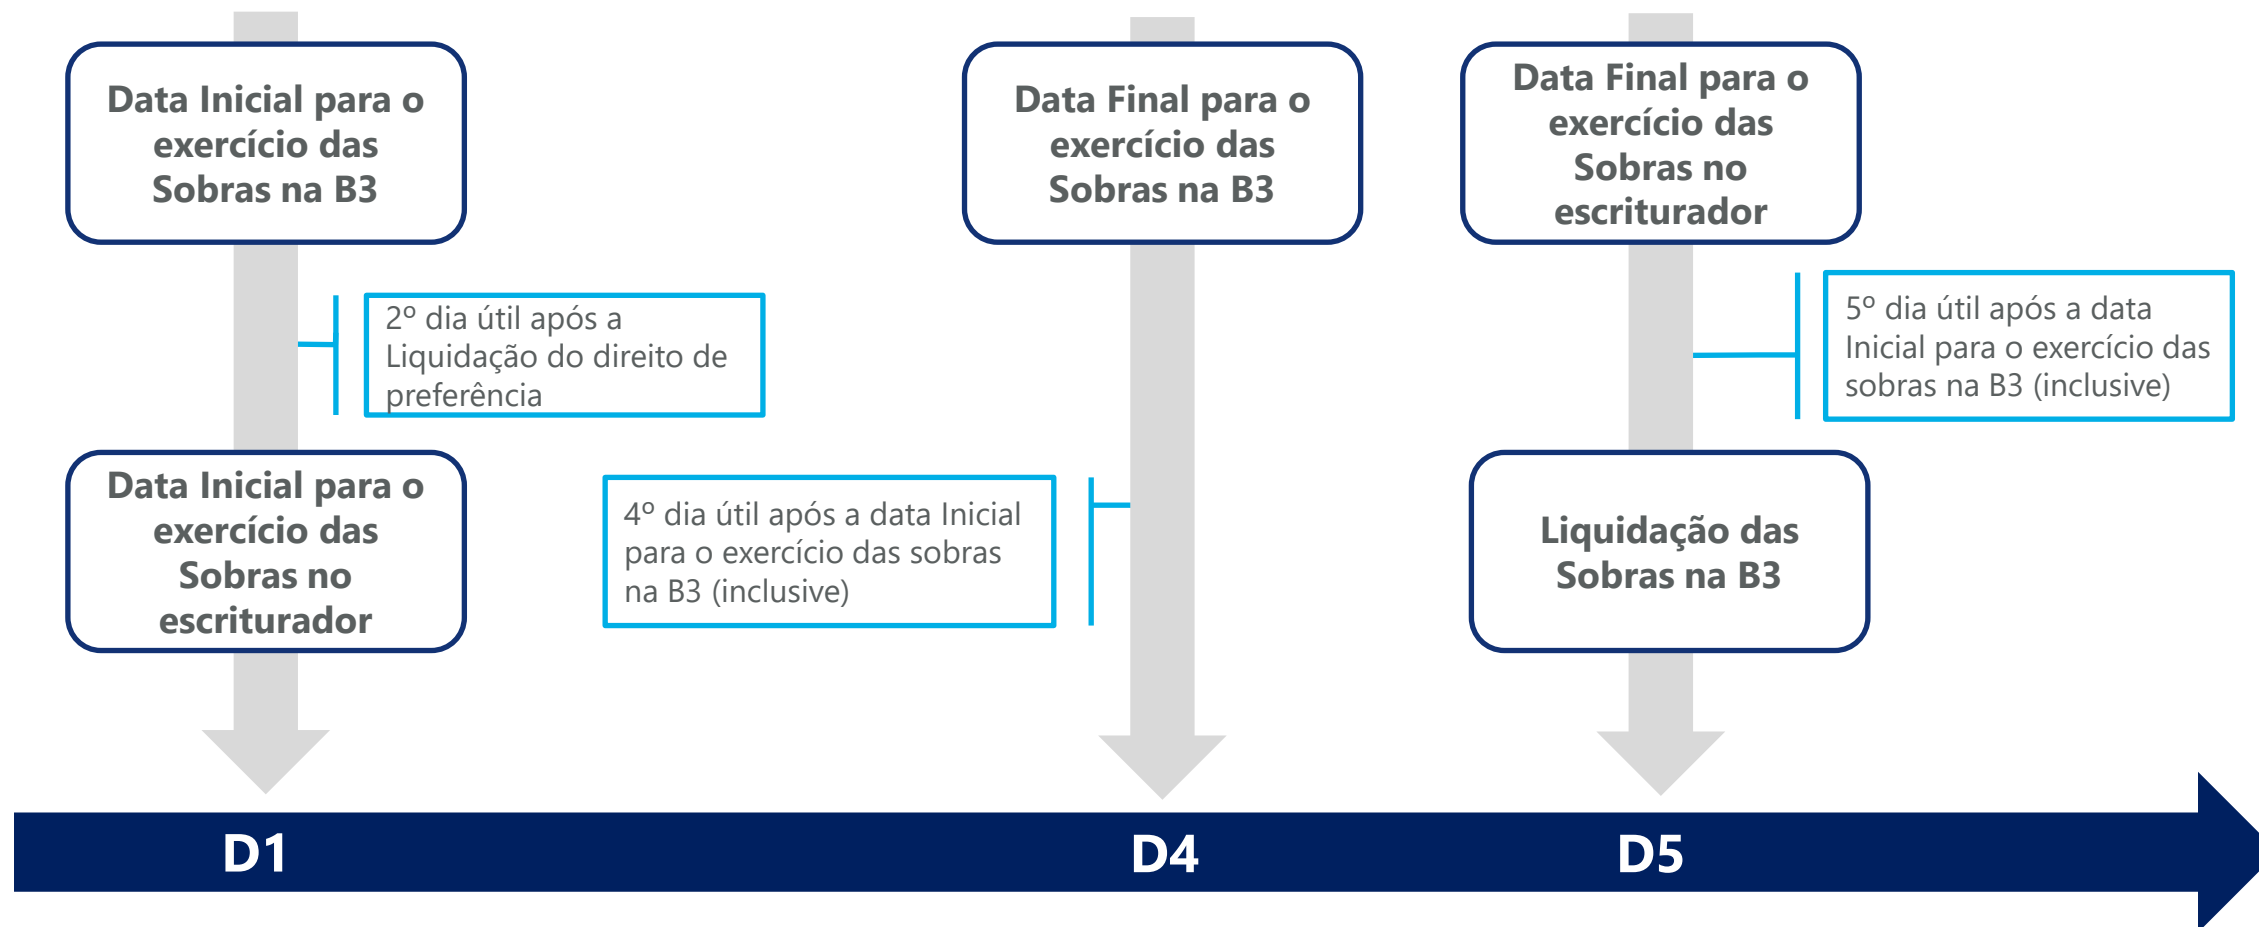 Data Inicial para o
exercício das
Sobras na B3
2º dia útil após a
Liquidação do direito de
preferência
Data Inicial para o
exercício das
Sobras no
escriturador
Data Final para o
exercício das
Sobras na B3
4º dia útil após a data Inicial
para o exercício das sobras
na B3 (inclusive)
Data Final para o
exercício das
Sobras no
escriturador
5º dia útil após a data
Inicial para o exercício das
sobras na B3 (inclusive)
Liquidação das
Sobras na B3
D1
D4
D5